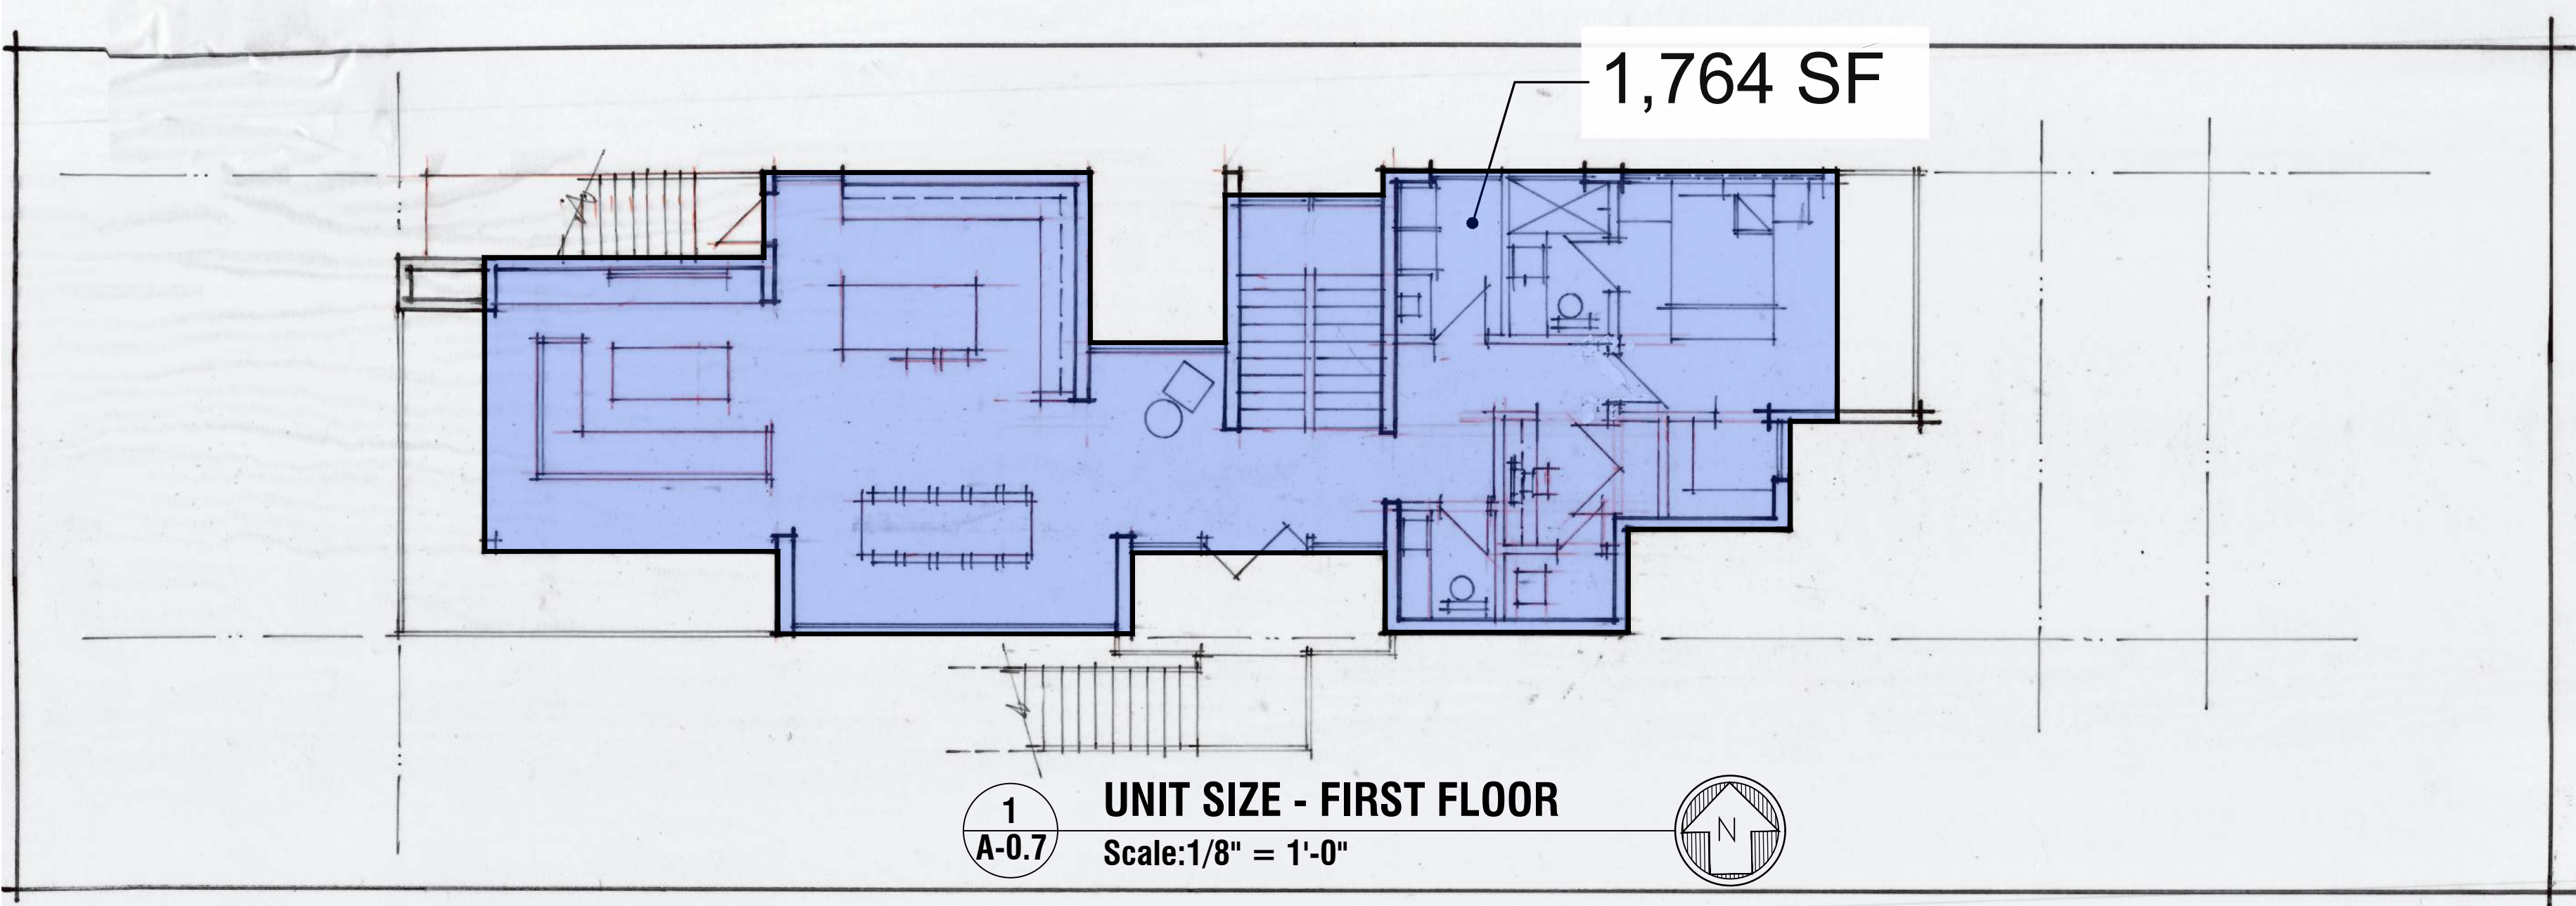 1,764 SF
1
A-0.7
UNIT SIZE - FIRST FLOOR
Scale:1/8" = 1'-0"
N